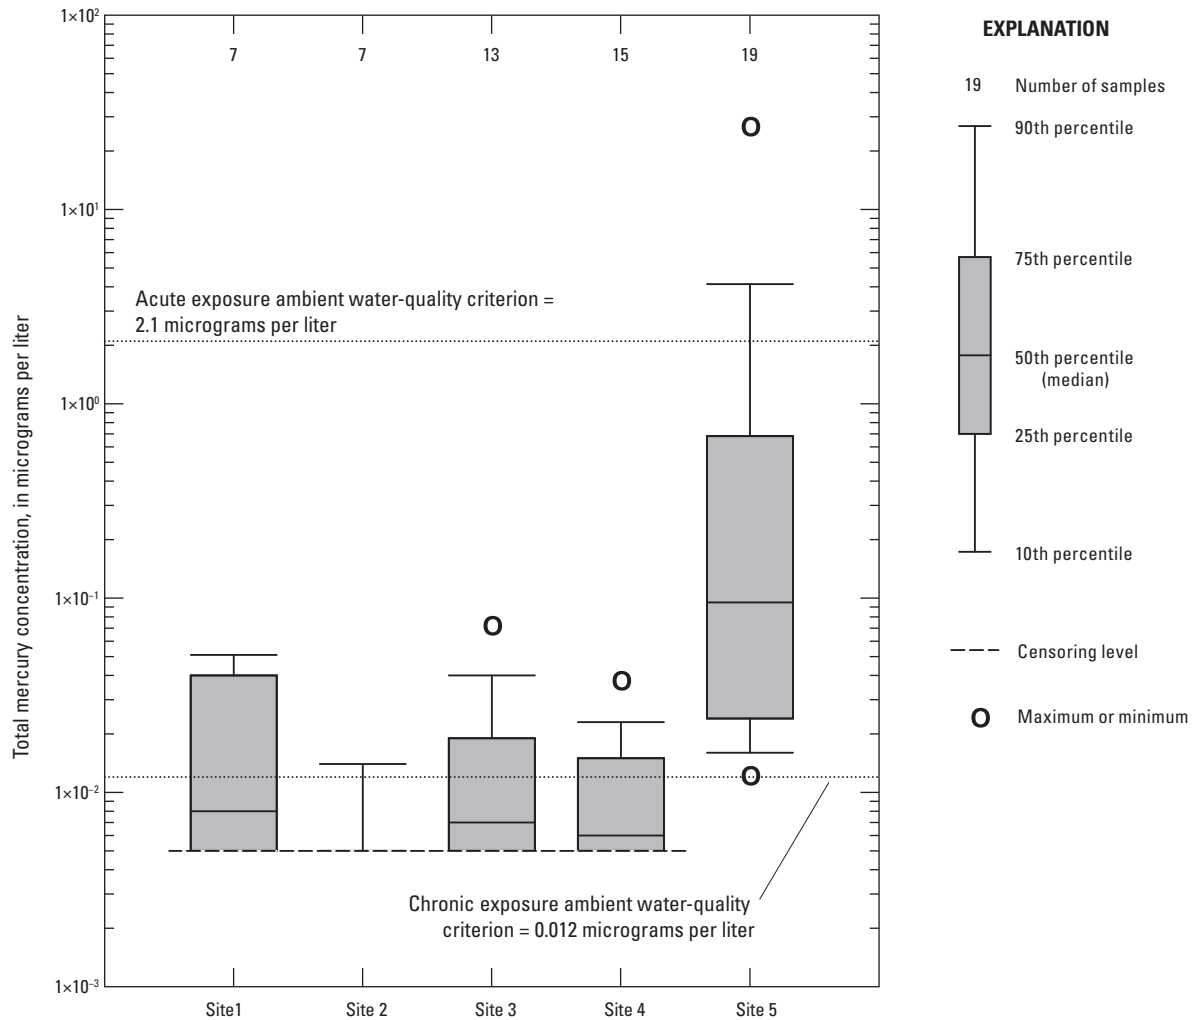 1×10²
7 7 13 15 19
1×10¹
Acute exposure ambient water-quality criterion =
2.1 micrograms per liter
1×10⁰
1×10⁻¹
1×10⁻²
Chronic exposure ambient water-quality
criterion = 0.012 micrograms per liter
1×10⁻³
Total mercury concentration, in micrograms per liter
Site1 Site 2 Site 3 Site 4 Site 5
EXPLANATION
19 Number of samples
90th percentile
75th percentile
50th percentile
(median)
25th percentile
10th percentile
Censoring level
Maximum or minimum